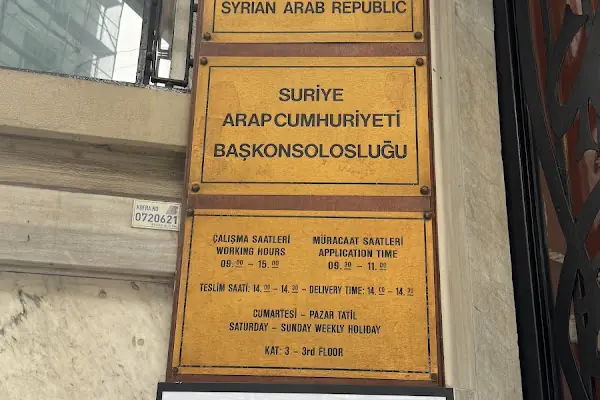 SYRIAN ARAB REPUBLIC
SURİYE
ARAP CUMHURİYETİ
BAŞKONSOLOSLUĞU
0720621
ÇALIŞMA SAATLERİ
WORKING HOURS
09.00 – 15.00
MÜRACAAT SAATLERİ
APPLICATION TIME
09.30 – 11.00
TESLİM SAATİ: 14.00 – 14.30 – DELIVERY TIME: 14.00 – 14.30
CUMARTESİ – PAZAR TATİL
SATURDAY – SUNDAY WEEKLY HOLIDAY
KAT: 3 – 3rd FLOOR